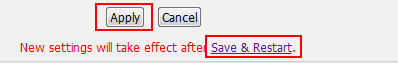 Apply Cancel
New settings will take effect after Save & Restart.